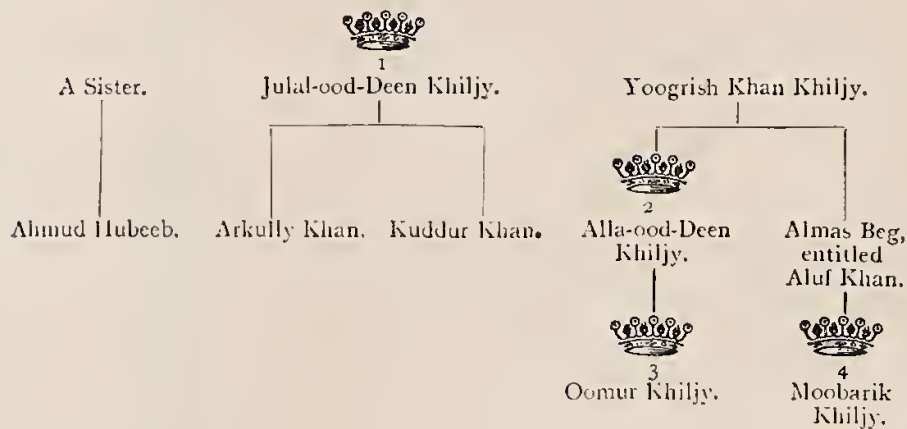 1
A Sister. Julal-ood-Deen Khiljy. Yoogrish Khan Khiljy.
2
Ahmud Hubeeb. Arkully Khan. Kuddur Khan. Alla-ood-Deen
Khiljy.
Almas Beg,
entitled
Aluf Khan.
3
Oomur Khiljy.
4
Moobarik
Khiljy.